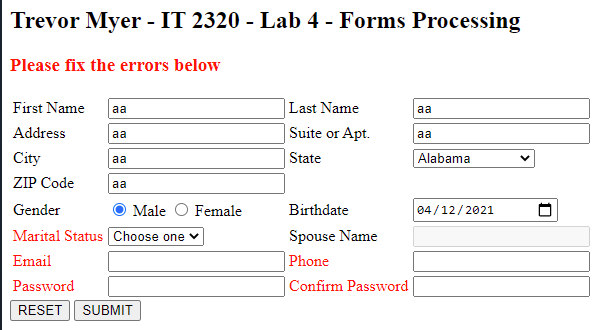 Trevor Myer - IT 2320 - Lab 4 - Forms Processing
Please fix the errors below
First Name aa Last Name aa
Address aa Suite or Apt. aa
City aa State Alabama
ZIP Code aa
Gender Male Female Birthdate 04/12/2021
Marital Status Choose one Spouse Name
Email Phone
Password Confirm Password
RESET SUBMIT